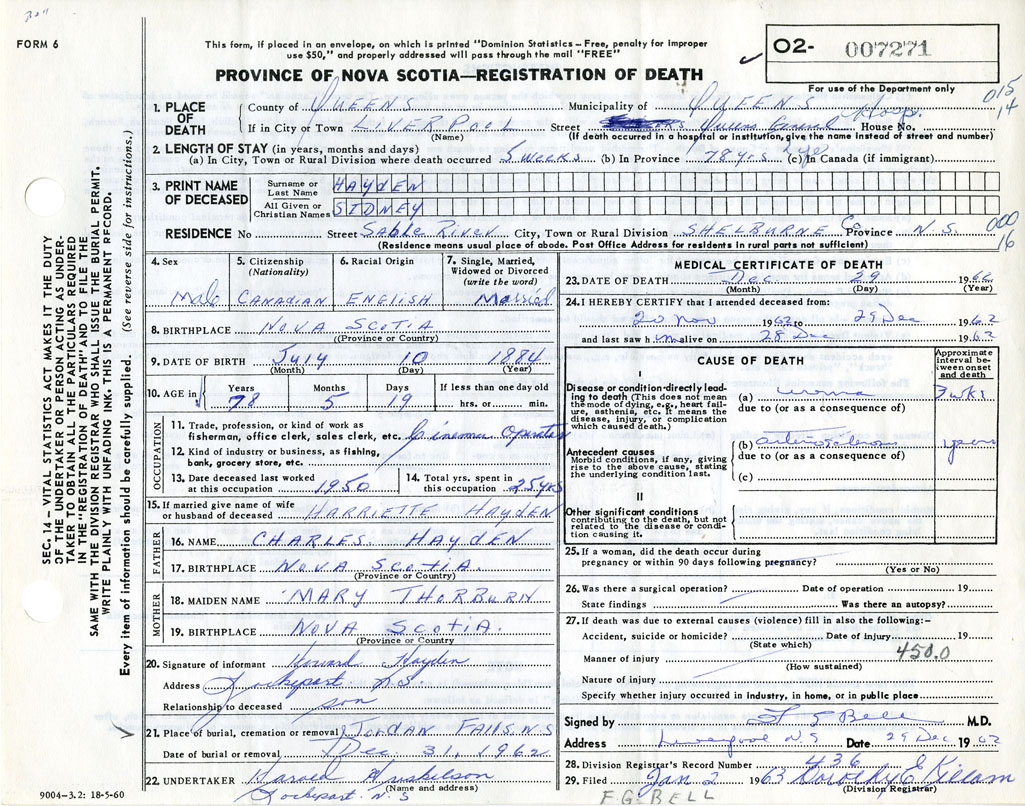 FORM 6
This form, if placed in an envelope, on which is printed "Dominion Statistics – Free, penalty for improper
use $50," and properly addressed will pass through the mail "FREE"
O2- 007271
PROVINCE OF NOVA SCOTIA—REGISTRATION OF DEATH
For use of the Department only
015
14
1. PLACE OF DEATH
County of QUEENS Municipality of QUEENS
If in City or Town LIVERPOOL Street Queens General Hosp. House No.
(Name) (If death occurred in a hospital or institution, give the name instead of street and number)
2. LENGTH OF STAY (in years, months and days)
(a) In City, Town or Rural Division where death occurred 5 weeks (b) In Province 78 yrs Life (c) In Canada (if immigrant)
3. PRINT NAME OF DECEASED
Surname or Last Name HAYDEN
All Given or Christian Names SIDNEY
RESIDENCE No Street Sable River City, Town or Rural Division SHELBURNE Co Province N.S.
(Residence means usual place of abode. Post Office Address for residents in rural parts not sufficient)
000
16
4. Sex Male
5. Citizenship (Nationality) CANADIAN
6. Racial Origin ENGLISH
7. Single, Married, Widowed or Divorced (write the word) Married
8. BIRTHPLACE NOVA SCOTIA
(Province or Country)
9. DATE OF BIRTH July 10 1884
(Month) (Day) (Year)
10. AGE in Years Months Days If less than one day old
78 5 19 hrs. or min.
OCCUPATION
11. Trade, profession, or kind of work as fisherman, office clerk, sales clerk, etc. Cinema Operator
12. Kind of industry or business, as fishing, bank, grocery store, etc.
13. Date deceased last worked at this occupation 1950
14. Total yrs. spent in this occupation 25 yrs
15. If married give name of wife or husband of deceased HARRIETTE HAYDEN
FATHER
16. NAME CHARLES HAYDEN
17. BIRTHPLACE NOVA SCOTIA.
(Province or Country)
MOTHER
18. MAIDEN NAME MARY THORBURN
19. BIRTHPLACE NOVA SCOTIA.
(Province or Country
20. Signature of informant Howard Hayden
Address Lockeport N.S
Relationship to deceased son
21. Place of burial, cremation or removal JORDAN FALLS N.S
Date of burial or removal Dec 31, 1962
22. UNDERTAKER Harold
(Name and address)
Lockeport. N.S
9004-3.2: 18-5-60
MEDICAL CERTIFICATE OF DEATH
23. DATE OF DEATH Dec 29 1962
(Month) (Day) (Year)
24. I HEREBY CERTIFY that I attended deceased from:
20 Nov 1962 to 29 Dec 1962
and last saw him alive on 28 Dec 1962
CAUSE OF DEATH
Approximate interval between onset and death
I
Disease or condition directly leading to death (This does not mean the mode of dying, e.g., heart failure, asthenia, etc. It means the disease, injury, or complication which caused death.)
(a) uremia 3 wks
due to (or as a consequence of)
Antecedent causes
Morbid conditions, if any, giving rise to the above cause, stating the underlying condition last.
(b) years
due to (or as a consequence of)
(c)
II
Other significant conditions
contributing to the death, but not related to the disease or condition causing it.
25. If a woman, did the death occur during pregnancy or within 90 days following pregnancy?
(Yes or No)
26. Was there a surgical operation? Date of operation 19
State findings Was there an autopsy?
27. If death was due to external causes (violence) fill in also the following:–
Accident, suicide or homicide? Date of injury 19
(State which)
Manner of injury 450.0
(How sustained)
Nature of injury
Specify whether injury occurred in industry, in home, or in public place
Signed by F G Bell M.D.
Address Liverpool N.S Date 29 Dec 1962
28. Division Registrar's Record Number 436
29. Filed Jan 2 1963 Dorothy E Killam
(Division Registrar)
F.G. BELL
SEC. 14 – VITAL STATISTICS ACT MAKES IT THE DUTY
OF THE UNDERTAKER OR PERSON ACTING AS UNDER-
TAKER TO OBTAIN ALL THE PARTICULARS REQUIRED
IN THE "REGISTRATION OF DEATH" AND TO FILE THE
SAME WITH THE DIVISION REGISTRAR WHO SHALL ISSUE THE BURIAL PERMIT.
WRITE PLAINLY WITH UNFADING INK. THIS IS A PERMANENT RECORD.
Every item of information should be carefully supplied. (See reverse side for instructions.)